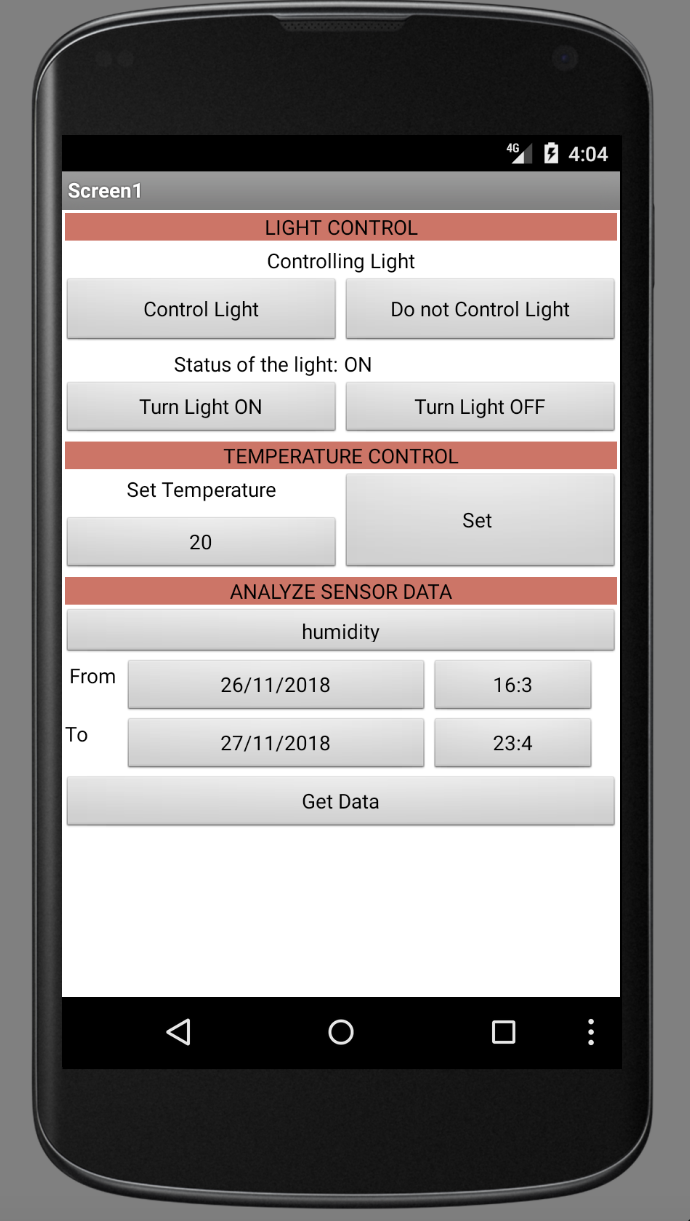 4G 4:04
Screen1
LIGHT CONTROL
Controlling Light
Control Light Do not Control Light
Status of the light: ON
Turn Light ON Turn Light OFF
TEMPERATURE CONTROL
Set Temperature
Set
20
ANALYZE SENSOR DATA
humidity
From 26/11/2018 16:3
To 27/11/2018 23:4
Get Data